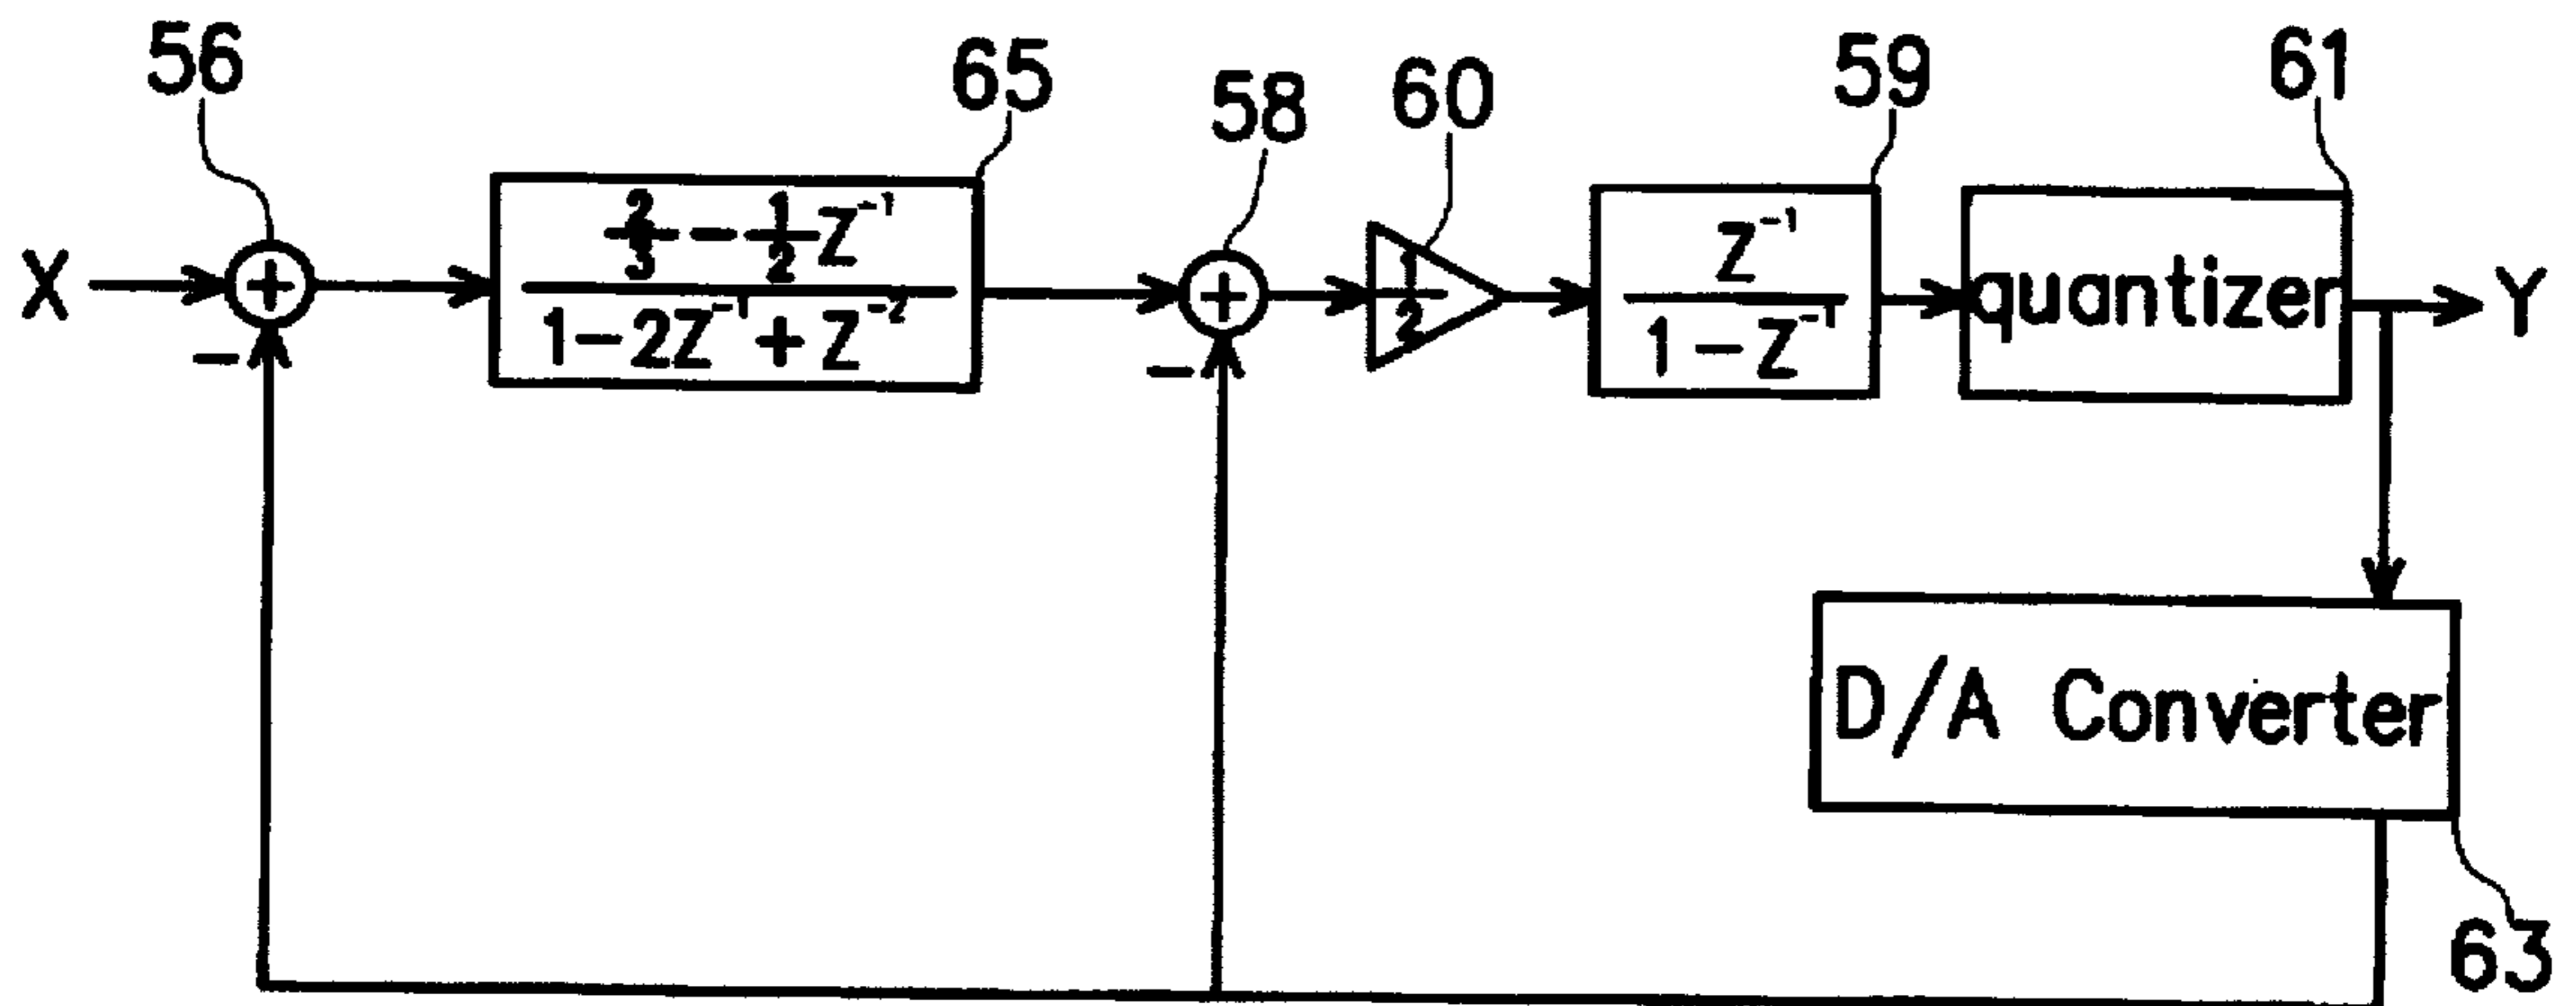 56
65
58
60
59
61
X
+
2/3 - 1/2 Z⁻¹
1-2Z⁻¹+Z⁻²
+
1/2
Z⁻¹
1-Z⁻¹
quantizer
Y
-
-
D/A Converter
63